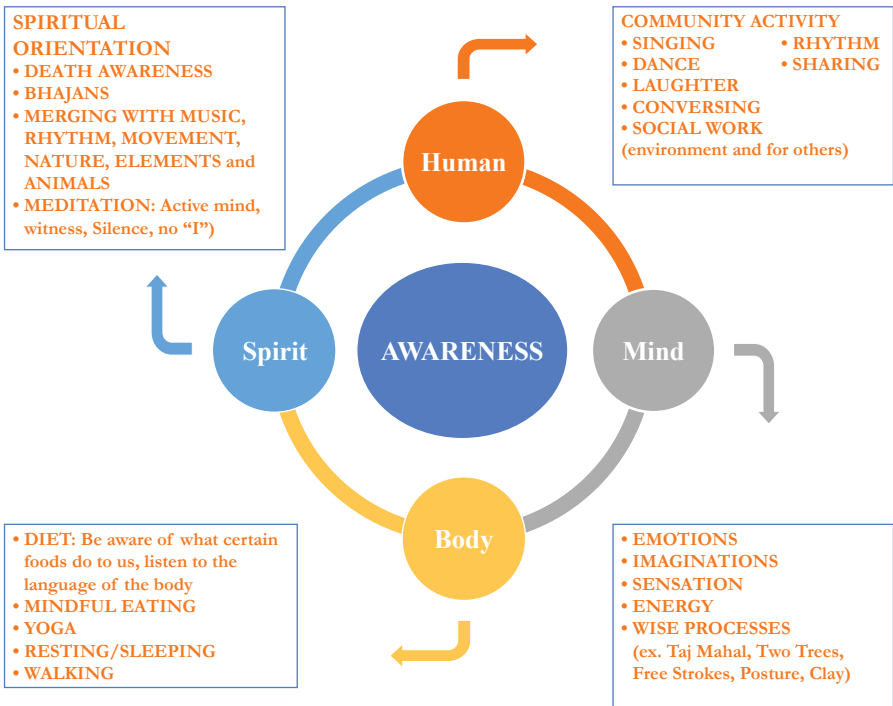 SPIRITUAL
ORIENTATION
• DEATH AWARENESS
• BHAJANS
• MERGING WITH MUSIC,
RHYTHM, MOVEMENT,
NATURE, ELEMENTS and
ANIMALS
• MEDITATION: Active mind,
witness, Silence, no “I”)
COMMUNITY ACTIVITY
• SINGING • RHYTHM
• DANCE • SHARING
• LAUGHTER
• CONVERSING
• SOCIAL WORK
(environment and for others)
Human
Spirit
AWARENESS
Mind
Body
• DIET: Be aware of what certain
foods do to us, listen to the
language of the body
• MINDFUL EATING
• YOGA
• RESTING/SLEEPING
• WALKING
• EMOTIONS
• IMAGINATIONS
• SENSATION
• ENERGY
• WISE PROCESSES
(ex. Taj Mahal, Two Trees,
Free Strokes, Posture, Clay)